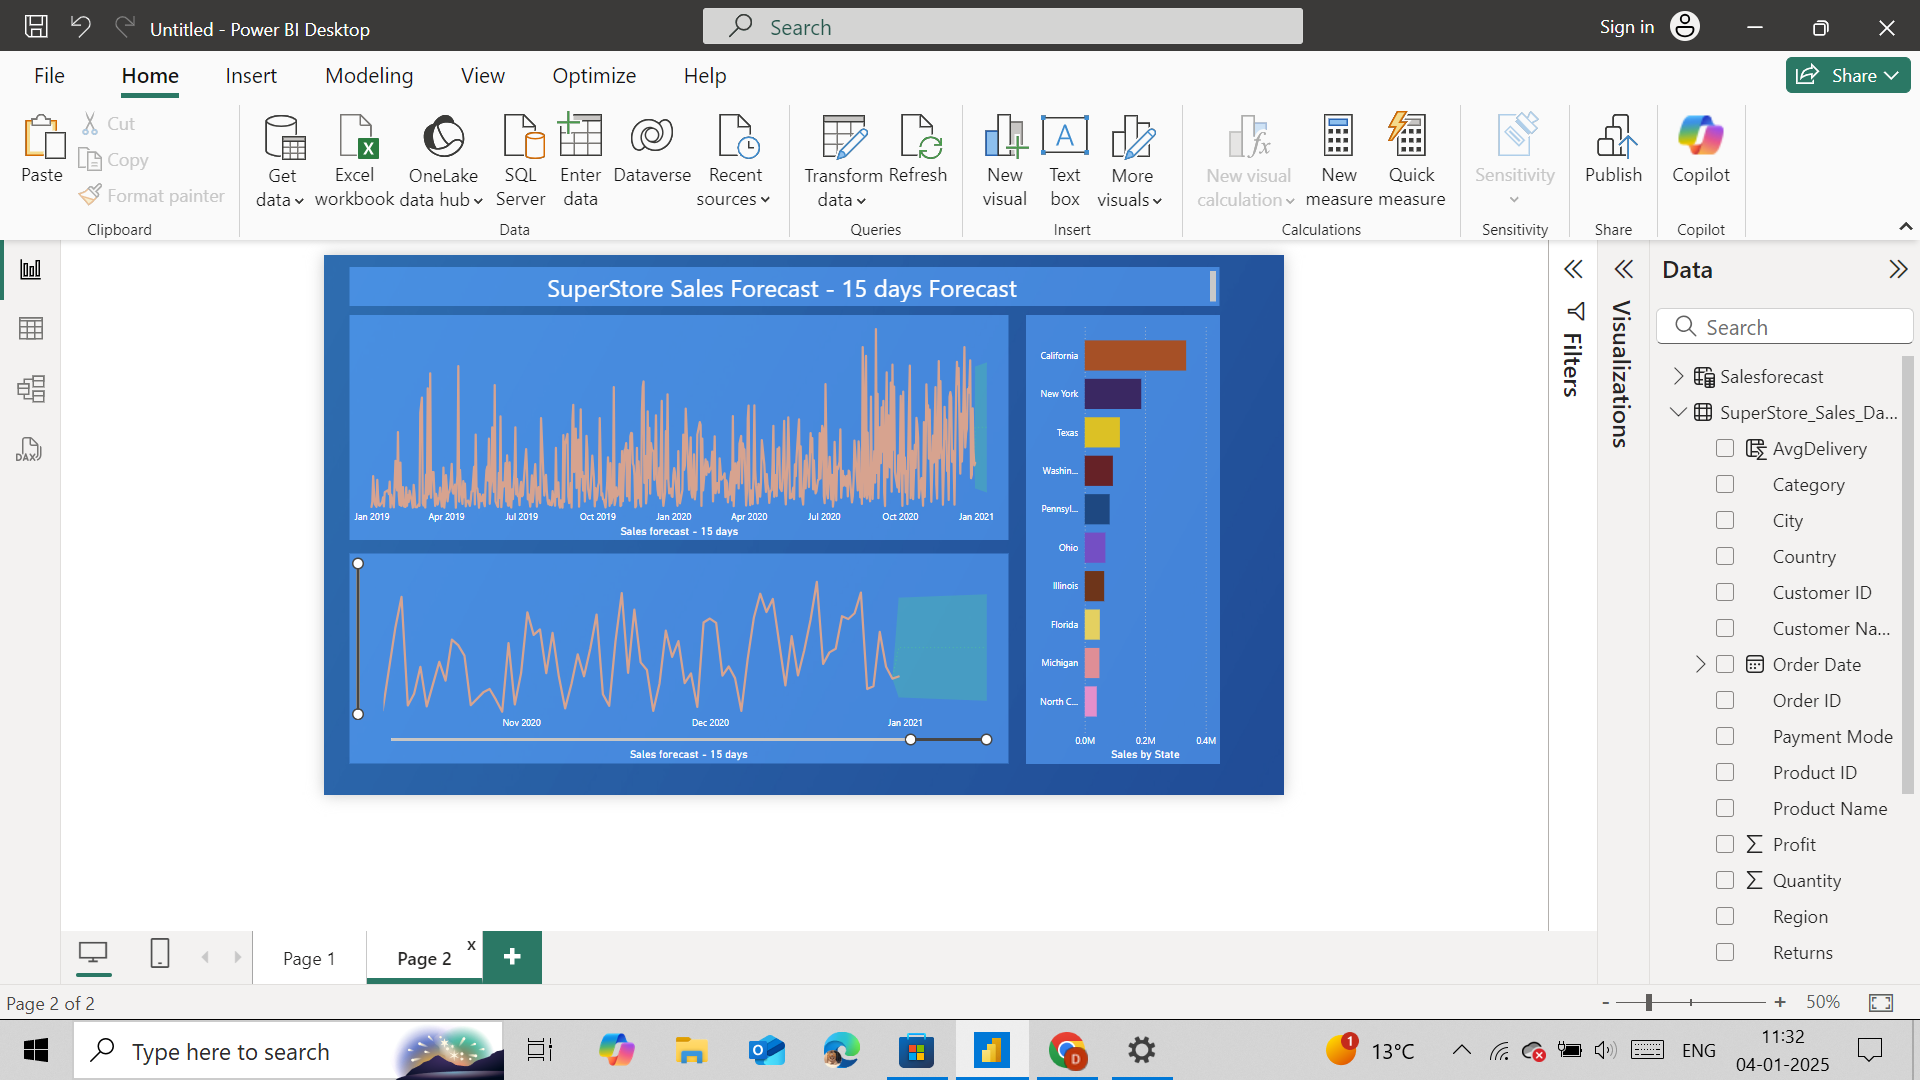 Untitled - Power BI Desktop
Search
Sign in
File Home Insert Modeling View Optimize Help
Share
Paste
Cut
Copy
Format painter
Clipboard
Get data
Excel workbook
OneLake data hub
SQL Server
Enter data
Dataverse
Recent sources
Data
Transform data
Refresh
Queries
New visual
Text box
More visuals
Insert
New visual calculation
New measure
Quick measure
Calculations
Sensitivity
Sensitivity
Publish
Share
Copilot
Copilot
DAX
SuperStore Sales Forecast - 15 days Forecast
Jan 2019 Apr 2019 Jul 2019 Oct 2019 Jan 2020 Apr 2020 Jul 2020 Oct 2020 Jan 2021
Sales forecast - 15 days
Nov 2020 Dec 2020 Jan 2021
Sales forecast - 15 days
California
New York
Texas
Washin...
Pennsyl...
Ohio
Illinois
Florida
Michigan
North C...
0.0M 0.2M 0.4M
Sales by State
Filters
Visualizations
Data
Search
Salesforecast
SuperStore_Sales_Da...
AvgDelivery
Category
City
Country
Customer ID
Customer Na...
Order Date
Order ID
Payment Mode
Product ID
Product Name
Profit
Quantity
Region
Returns
Page 1
Page 2
x
+
Page 2 of 2
- + 50%
Type here to search
1
13°C
ENG
11:32
04-01-2025